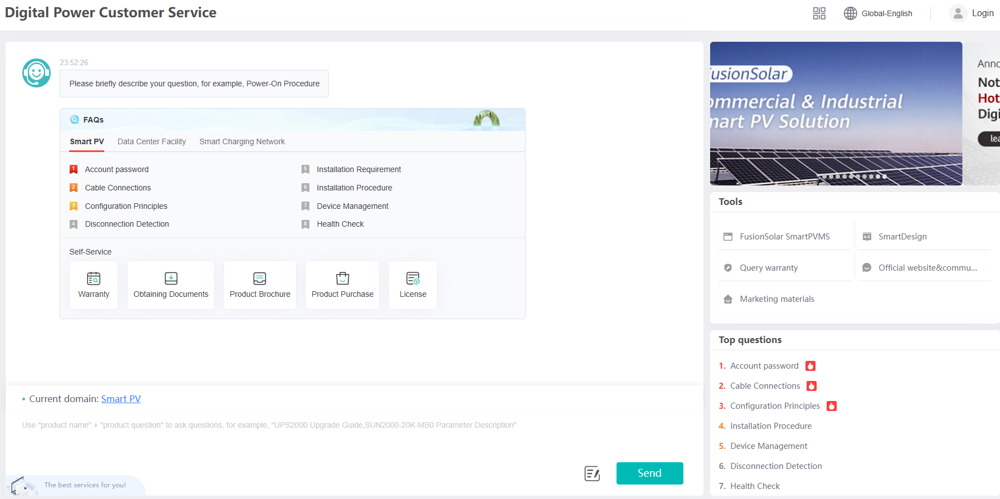 Digital Power Customer Service
Global-English
Login
23:52:26
Please briefly describe your question, for example, Power-On Procedure
FAQs
Smart PV
Data Center Facility
Smart Charging Network
1 Account password
2 Cable Connections
3 Configuration Principles
4 Disconnection Detection
5 Installation Requirement
6 Installation Procedure
7 Device Management
8 Health Check
Self-Service
Warranty
Obtaining Documents
Product Brochure
Product Purchase
License
Current domain: Smart PV
Use "product name" + "product question" to ask questions, for example, "UPS2000 Upgrade Guide,SUN2000-20K-MB0 Parameter Description"
Send
The best services for you!
usionSolar
ommercial & Industrial
mart PV Solution
Anno
Not
Hot
Digi
lea
Tools
FusionSolar SmartPVMS
SmartDesign
Query warranty
Official website&commu...
Marketing materials
Top questions
1. Account password
2. Cable Connections
3. Configuration Principles
4. Installation Procedure
5. Device Management
6. Disconnection Detection
7. Health Check